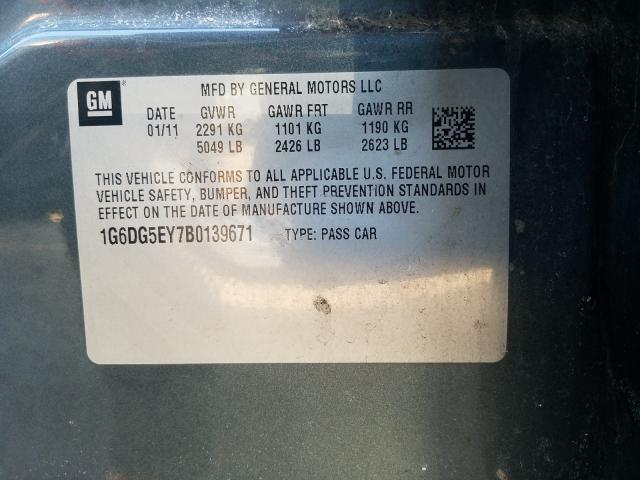 GM
MFD BY GENERAL MOTORS LLC
DATE GVWR GAWR FRT GAWR RR
01/11 2291 KG 1101 KG 1190 KG
5049 LB 2426 LB 2623 LB
THIS VEHICLE CONFORMS TO ALL APPLICABLE U.S. FEDERAL MOTOR
VEHICLE SAFETY, BUMPER, AND THEFT PREVENTION STANDARDS IN
EFFECT ON THE DATE OF MANUFACTURE SHOWN ABOVE.
1G6DG5EY7B0139671 TYPE: PASS CAR